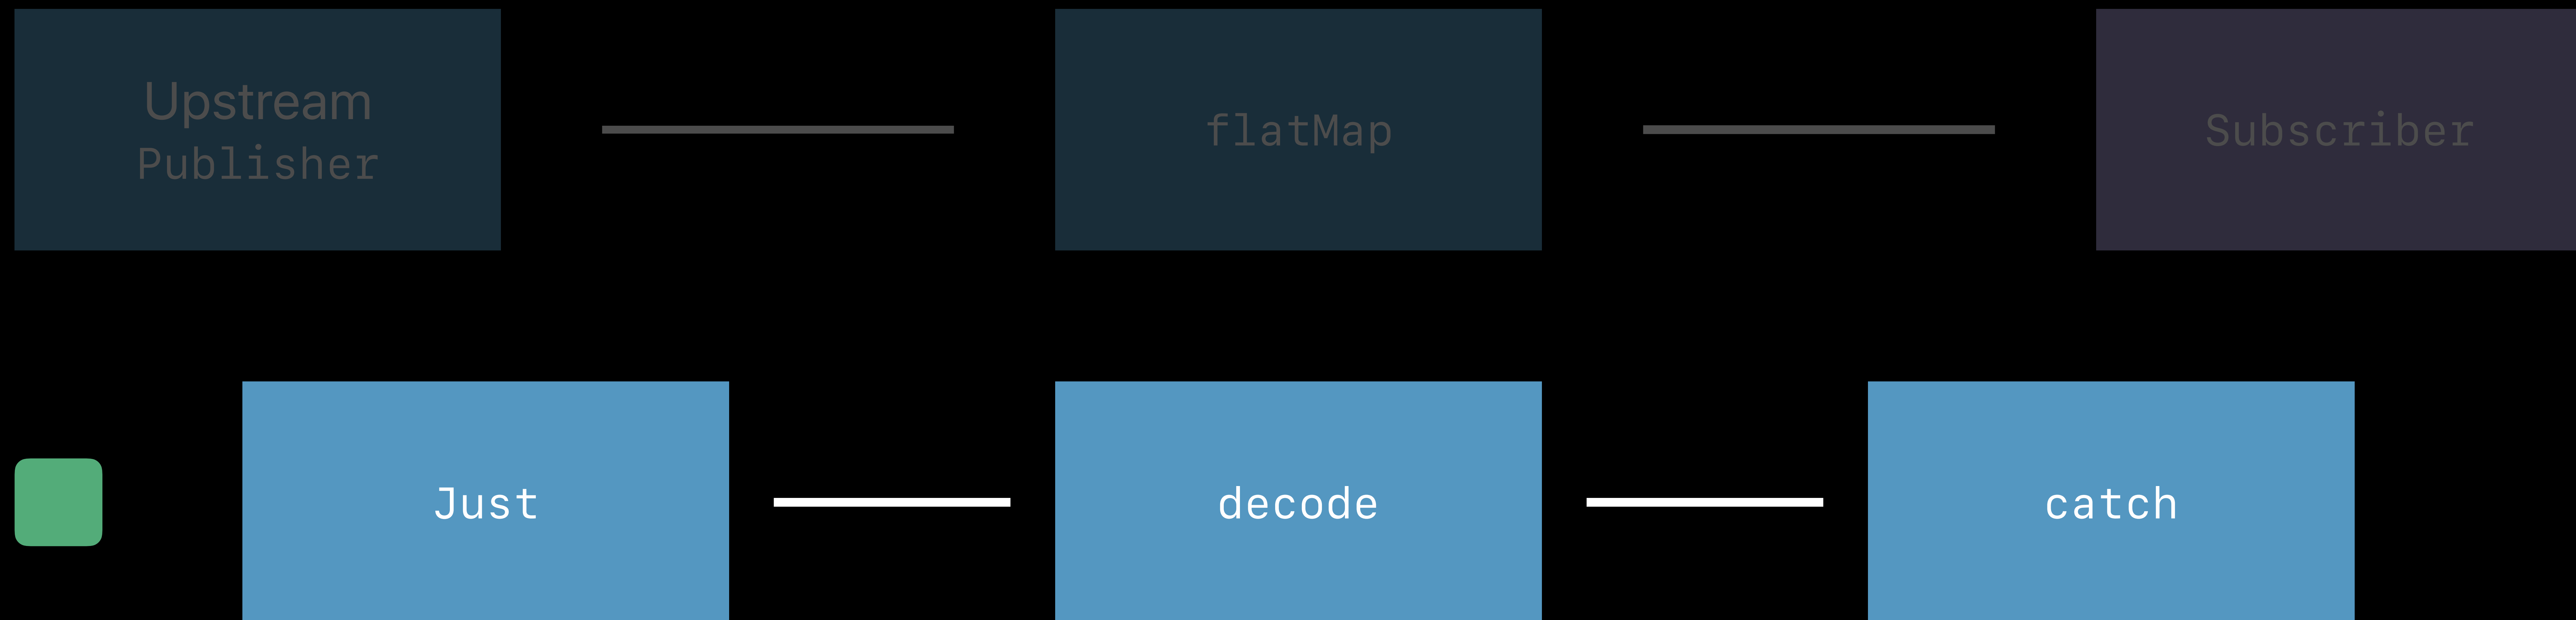 Upstream
Publisher
flatMap
Subscriber
Just
decode
catch